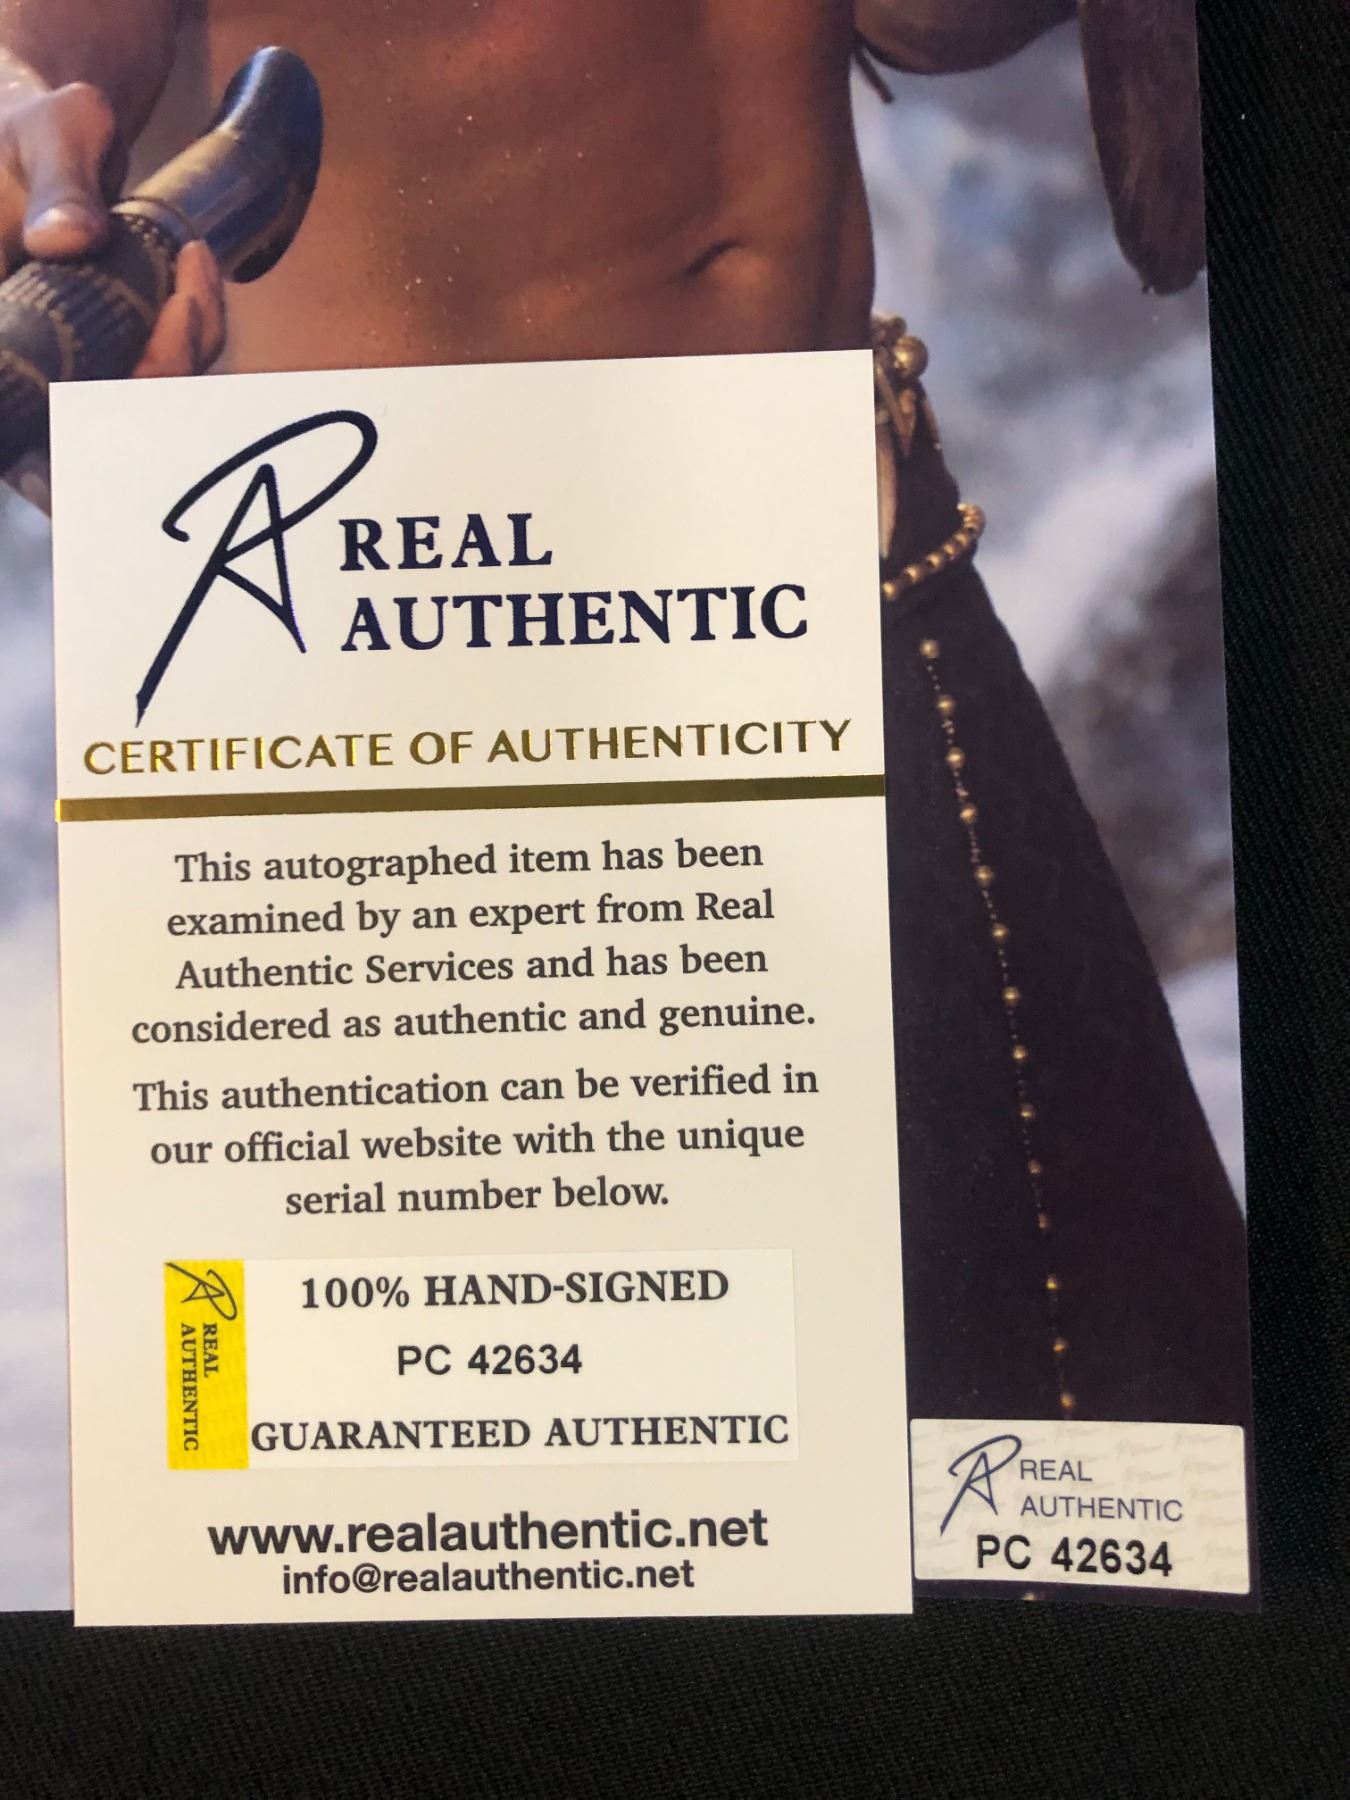 REAL
AUTHENTIC
CERTIFICATE OF AUTHENTICITY
This autographed item has been
examined by an expert from Real
Authentic Services and has been
considered as authentic and genuine.
This authentication can be verified in
our official website with the unique
serial number below.
REAL
AUTHENTIC
100% HAND-SIGNED
PC 42634
GUARANTEED AUTHENTIC
www.realauthentic.net
info@realauthentic.net
REAL
AUTHENTIC
PC 42634